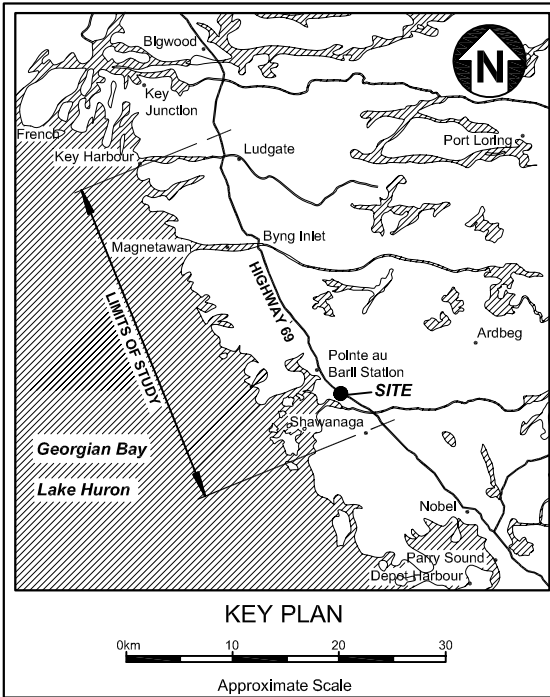 N
Bigwood
Key
Junction
French
Port Loring
Key Harbour
Ludgate
Magnetawan
Byng Inlet
LIMITS OF STUDY
HIGHWAY 69
Ardbeg
Pointe au
Baril Station
SITE
Shawanaga
Georgian Bay
Lake Huron
Nobel
Parry Sound
Depot Harbour
KEY PLAN
0km 10 20 30
Approximate Scale